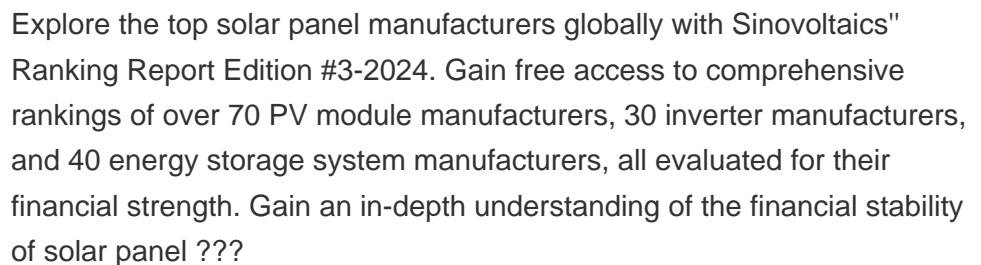 Explore the top solar panel manufacturers globally with Sinovoltaics"
Ranking Report Edition #3-2024. Gain free access to comprehensive
rankings of over 70 PV module manufacturers, 30 inverter manufacturers,
and 40 energy storage system manufacturers, all evaluated for their
financial strength. Gain an in-depth understanding of the financial stability
of solar panel ???